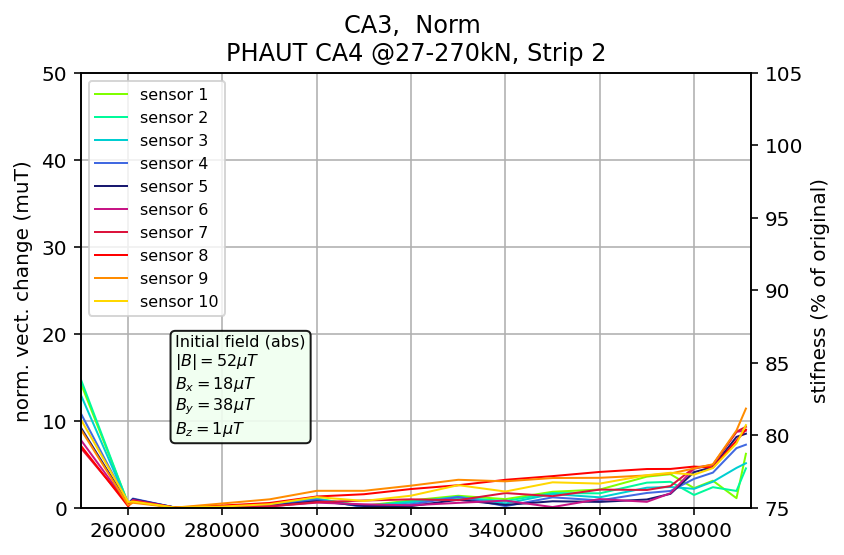 CA3,  Norm
PHAUT CA4 @27-270kN, Strip 2
norm. vect. change (muT)
50
40
30
20
10
0
sensor 1
sensor 2
sensor 3
sensor 4
sensor 5
sensor 6
sensor 7
sensor 8
sensor 9
sensor 10
Initial field (abs)
|B| = 52μT
Bₓ = 18μT
B_y = 38μT
B_z = 1μT
105
100
95
90
85
80
75
stifness (% of original)
260000 280000 300000 320000 340000 360000 380000